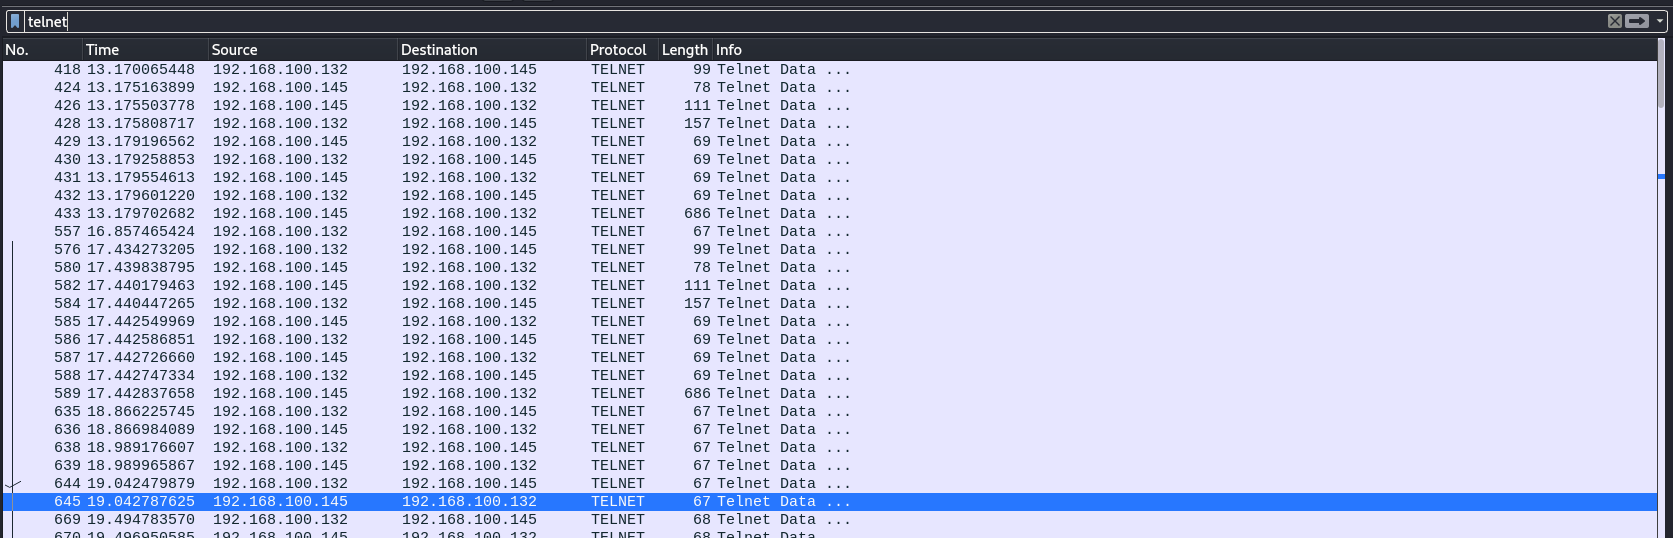 telnet
No. Time Source Destination Protocol Length Info
418 13.170065448 192.168.100.132 192.168.100.145 TELNET 99 Telnet Data ...
424 13.175163899 192.168.100.145 192.168.100.132 TELNET 78 Telnet Data ...
426 13.175503778 192.168.100.145 192.168.100.132 TELNET 111 Telnet Data ...
428 13.175808717 192.168.100.132 192.168.100.145 TELNET 157 Telnet Data ...
429 13.179196562 192.168.100.145 192.168.100.132 TELNET 69 Telnet Data ...
430 13.179258853 192.168.100.132 192.168.100.145 TELNET 69 Telnet Data ...
431 13.179554613 192.168.100.145 192.168.100.132 TELNET 69 Telnet Data ...
432 13.179601220 192.168.100.132 192.168.100.145 TELNET 69 Telnet Data ...
433 13.179702682 192.168.100.145 192.168.100.132 TELNET 686 Telnet Data ...
557 16.857465424 192.168.100.132 192.168.100.145 TELNET 67 Telnet Data ...
576 17.434273205 192.168.100.132 192.168.100.145 TELNET 99 Telnet Data ...
580 17.439838795 192.168.100.145 192.168.100.132 TELNET 78 Telnet Data ...
582 17.440179463 192.168.100.145 192.168.100.132 TELNET 111 Telnet Data ...
584 17.440447265 192.168.100.132 192.168.100.145 TELNET 157 Telnet Data ...
585 17.442549969 192.168.100.145 192.168.100.132 TELNET 69 Telnet Data ...
586 17.442586851 192.168.100.132 192.168.100.145 TELNET 69 Telnet Data ...
587 17.442726660 192.168.100.145 192.168.100.132 TELNET 69 Telnet Data ...
588 17.442747334 192.168.100.132 192.168.100.145 TELNET 69 Telnet Data ...
589 17.442837658 192.168.100.145 192.168.100.132 TELNET 686 Telnet Data ...
635 18.866225745 192.168.100.132 192.168.100.145 TELNET 67 Telnet Data ...
636 18.866984089 192.168.100.145 192.168.100.132 TELNET 67 Telnet Data ...
638 18.989176607 192.168.100.132 192.168.100.145 TELNET 67 Telnet Data ...
639 18.989965867 192.168.100.145 192.168.100.132 TELNET 67 Telnet Data ...
644 19.042479879 192.168.100.132 192.168.100.145 TELNET 67 Telnet Data ...
645 19.042787625 192.168.100.145 192.168.100.132 TELNET 67 Telnet Data ...
669 19.494783570 192.168.100.132 192.168.100.145 TELNET 68 Telnet Data ...
670 19.496950585 192.168.100.145 192.168.100.132 TELNET 68 Telnet Data ...